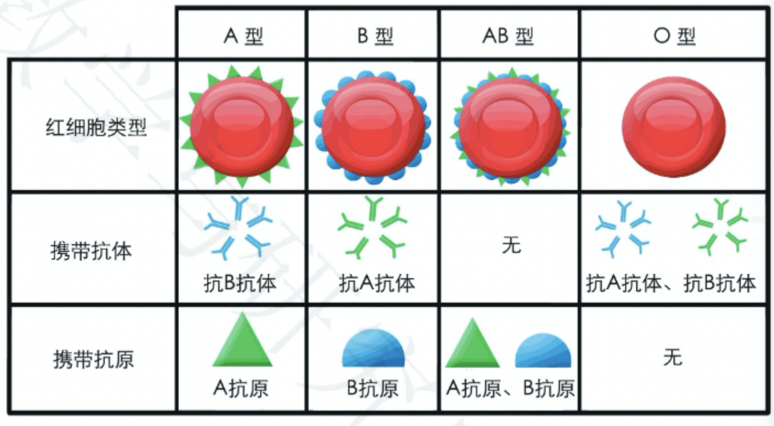 A 型 B 型 AB 型 O 型
红细胞类型
携带抗体 抗B抗体 抗A抗体 无 抗A抗体、抗B抗体
携带抗原 A抗原 B抗原 A抗原、B抗原 无